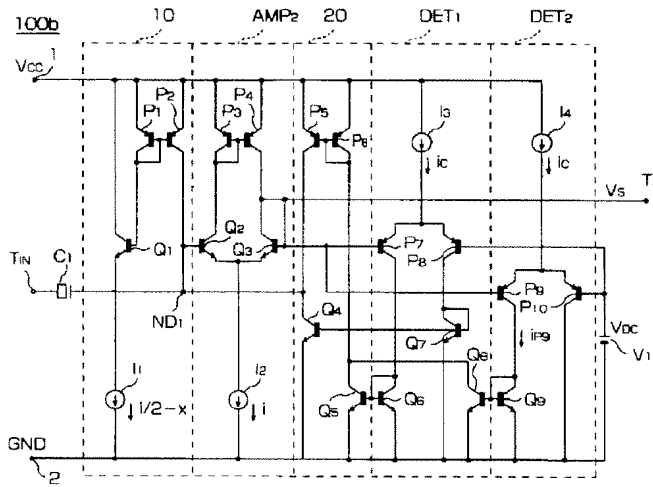 100b
10
AMP2
20
DET1
DET2
VCC
1
P1
P2
P3
P4
P5
P6
I3
I4
ic
ic
T
VS
TIN
C1
Q1
Q2
Q3
P7
P8
P9
P10
ND1
Q4
Q7
iP9
VDC
V1
I1
i/2-x
I2
i
Q5
Q6
Q8
Q9
GND
2